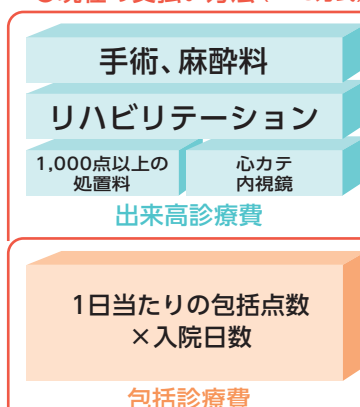 手術、麻酔料
リハビリテーション
1,000点以上の
処置料
心カテ
内視鏡
出来高診療費
1日当たりの包括点数
×入院日数
包括診療費